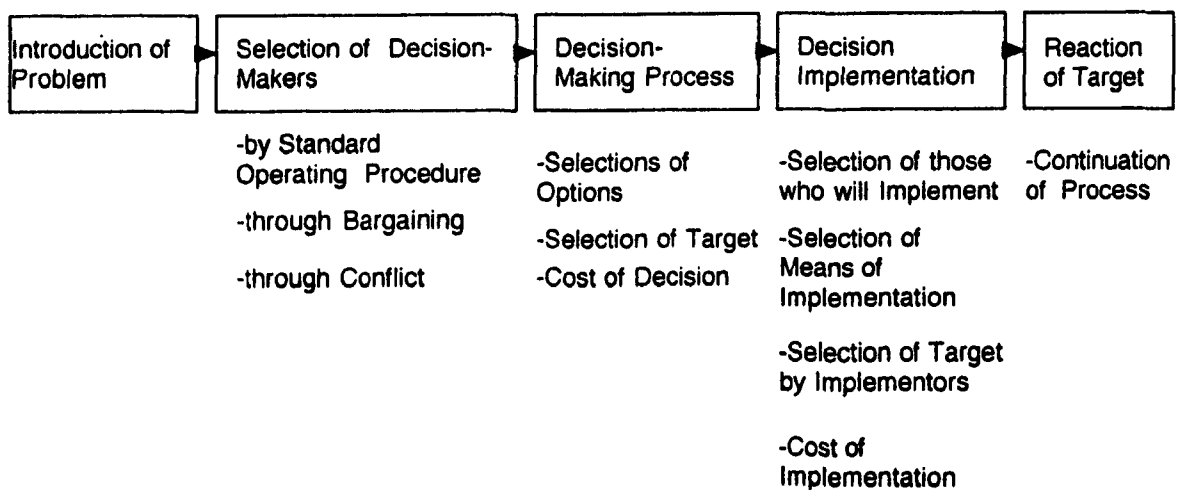 Introduction of
Problem
Selection of Decision-
Makers
-by Standard
Operating Procedure
-through Bargaining
-through Conflict
Decision-
Making Process
-Selections of
Options
-Selection of Target
-Cost of Decision
Decision
Implementation
-Selection of those
who will Implement
-Selection of
Means of
Implementation
-Selection of Target
by Implementors
-Cost of
Implementation
Reaction
of Target
-Continuation
of Process